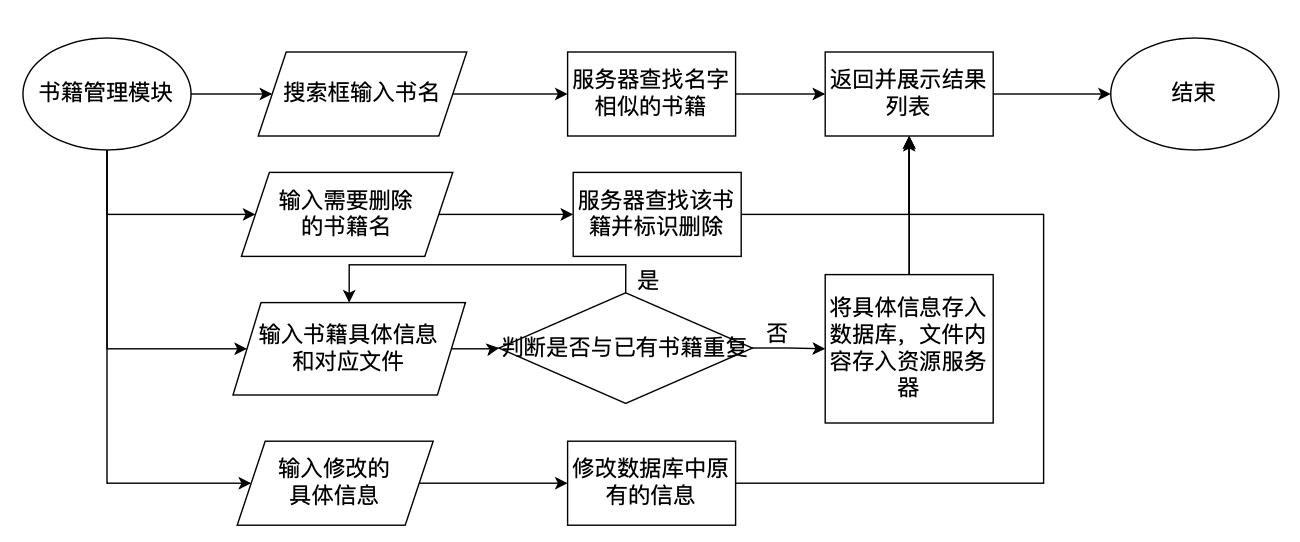 书籍管理模块
搜索框输入书名
服务器查找名字
相似的书籍
返回并展示结果
列表
结束
输入需要删除
的书籍名
服务器查找该书
籍并标识删除
是
输入书籍具体信息
和对应文件
判断是否与已有书籍重复
否
将具体信息存入
数据库，文件内
容存入资源服务
器
输入修改的
具体信息
修改数据库中原
有的信息